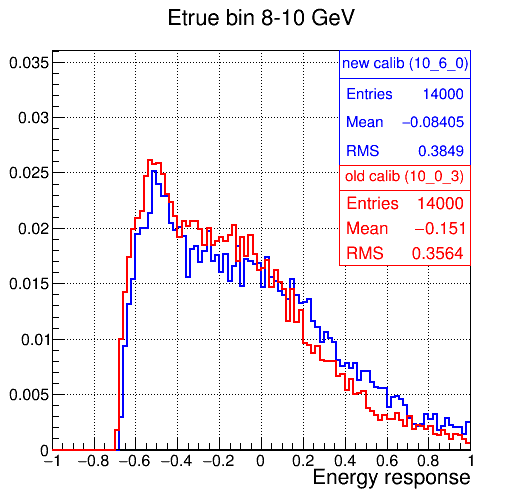 Etrue bin 8-10 GeV
new calib (10_6_0)
Entries 14000
Mean −0.08405
RMS 0.3849
old calib (10_0_3)
Entries 14000
Mean −0.151
RMS 0.3564
0.035
0.03
0.025
0.02
0.015
0.01
0.005
0
−1 −0.8 −0.6 −0.4 −0.2 0 0.2 0.4 0.6 0.8 1
Energy response